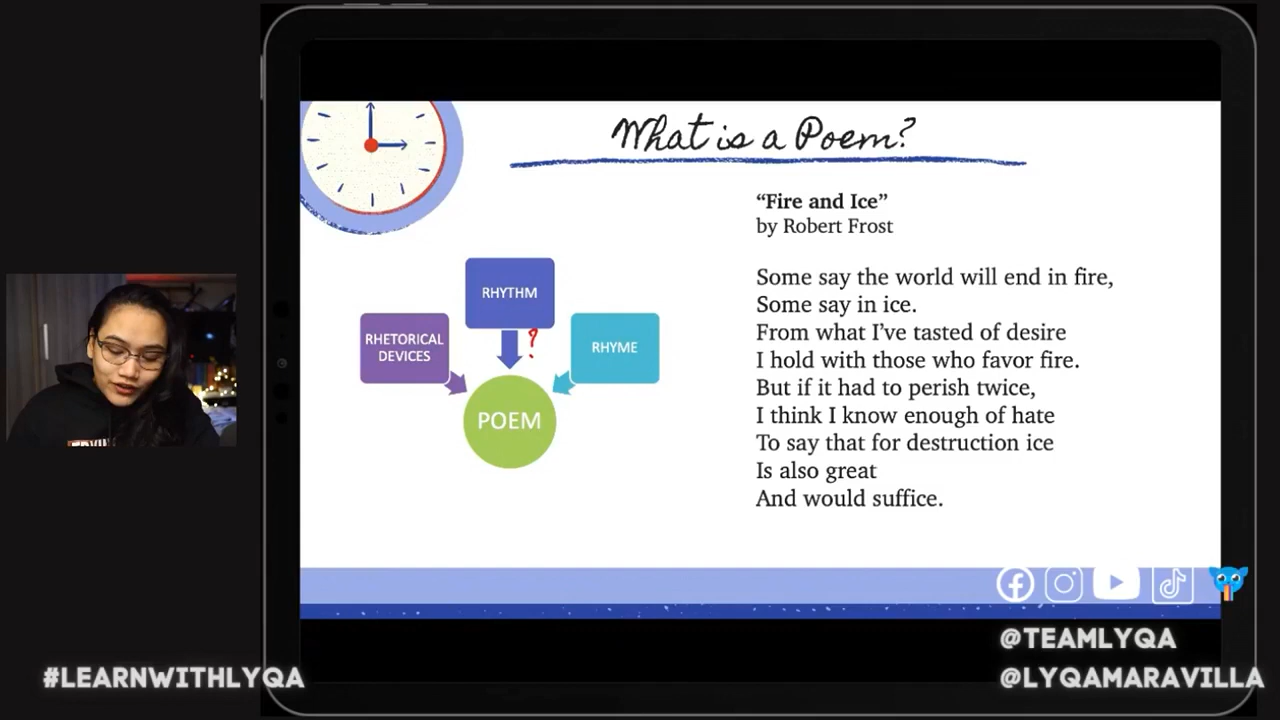 What is a Poem?
"Fire and Ice"
by Robert Frost
Some say the world will end in fire,
Some say in ice.
From what I've tasted of desire
I hold with those who favor fire.
But if it had to perish twice,
I think I know enough of hate
To say that for destruction ice
Is also great
And would suffice.
RHYTHM
?
RHETORICAL
DEVICES
RHYME
POEM
@TEAMLYQA
@LYQAMARAVILLA
#LEARNWITHLYQA